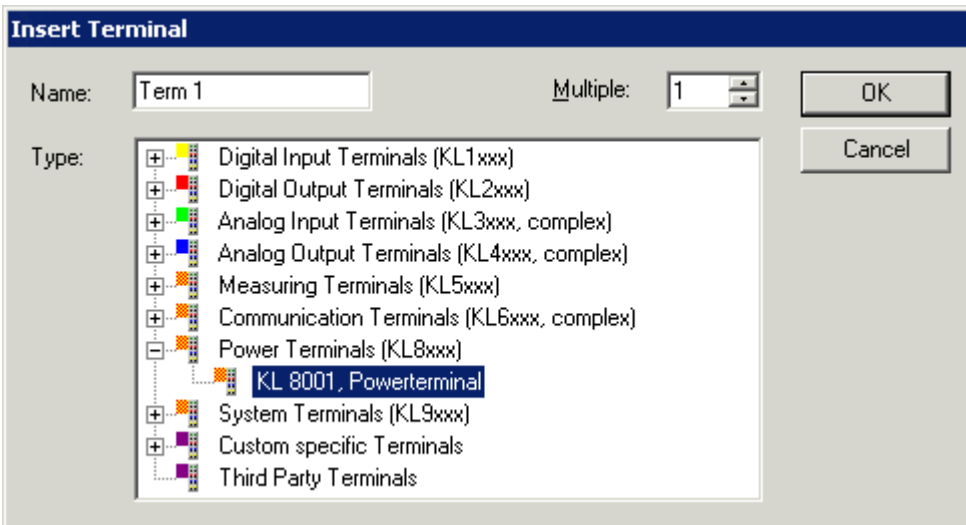 Insert Terminal
Name: Term 1 Multiple: 1 OK
Cancel
Type:
Digital Input Terminals (KL1xxx)
Digital Output Terminals (KL2xxx)
Analog Input Terminals (KL3xxx, complex)
Analog Output Terminals (KL4xxx, complex)
Measuring Terminals (KL5xxx)
Communication Terminals (KL6xxx, complex)
Power Terminals (KL8xxx)
KL 8001, Powerterminal
System Terminals (KL9xxx)
Custom specific Terminals
Third Party Terminals